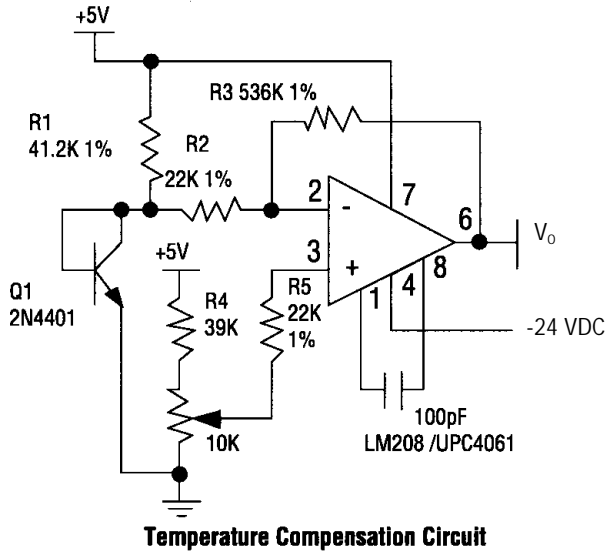 +5V
R3 536K 1%
R1
41.2K 1%
R2
22K 1%
2
-
7
6
Vo
3
+
8
4
1
+5V
Q1
2N4401
R4
39K
R5
22K
1%
-24 VDC
10K
100pF
LM208 /UPC4061
Temperature Compensation Circuit